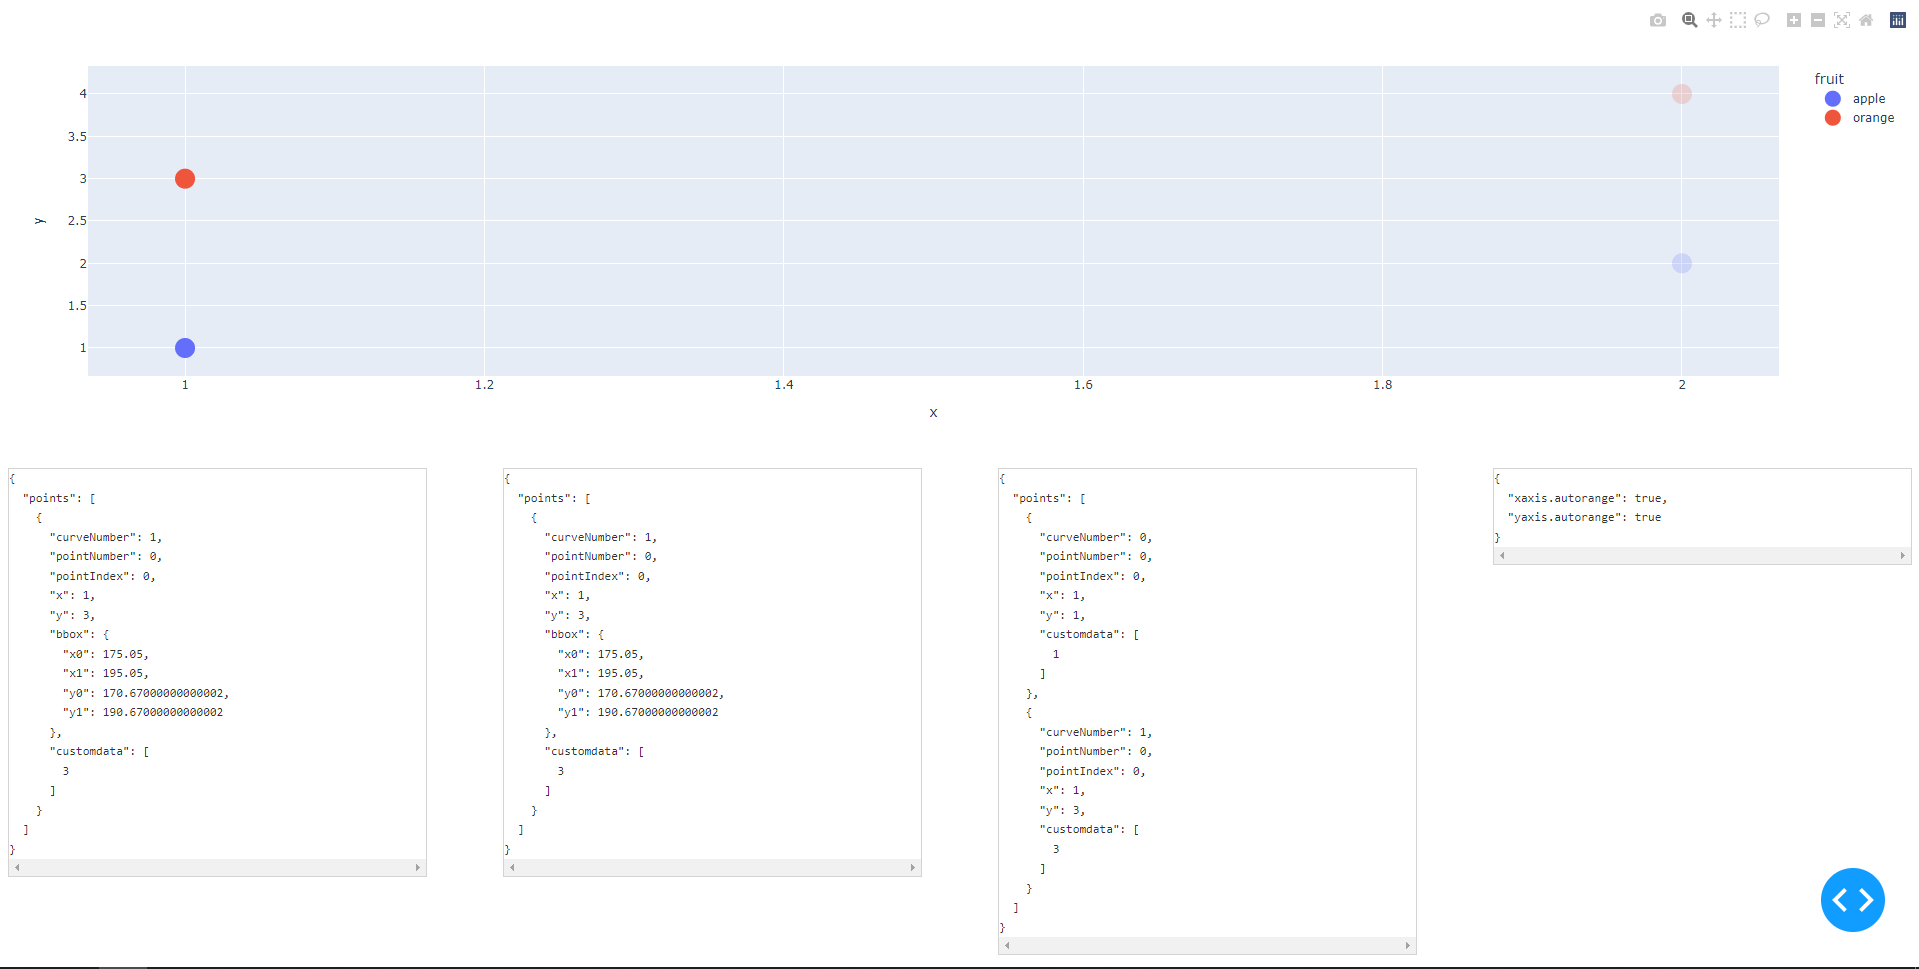 fruit
apple
orange
4
3.5
3
2.5
2
1.5
1
y
1 1.2 1.4 1.6 1.8 2
x
{
  "points": [
    {
      "curveNumber": 1,
      "pointNumber": 0,
      "pointIndex": 0,
      "x": 1,
      "y": 3,
      "bbox": {
        "x0": 175.05,
        "x1": 195.05,
        "y0": 170.67000000000002,
        "y1": 190.67000000000002
      },
      "customdata": [
        3
      ]
    }
  ]
}
{
  "points": [
    {
      "curveNumber": 1,
      "pointNumber": 0,
      "pointIndex": 0,
      "x": 1,
      "y": 3,
      "bbox": {
        "x0": 175.05,
        "x1": 195.05,
        "y0": 170.67000000000002,
        "y1": 190.67000000000002
      },
      "customdata": [
        3
      ]
    }
  ]
}
{
  "points": [
    {
      "curveNumber": 0,
      "pointNumber": 0,
      "pointIndex": 0,
      "x": 1,
      "y": 1,
      "customdata": [
        1
      ]
    },
    {
      "curveNumber": 1,
      "pointNumber": 0,
      "pointIndex": 0,
      "x": 1,
      "y": 3,
      "customdata": [
        3
      ]
    }
  ]
}
{
  "xaxis.autorange": true,
  "yaxis.autorange": true
}